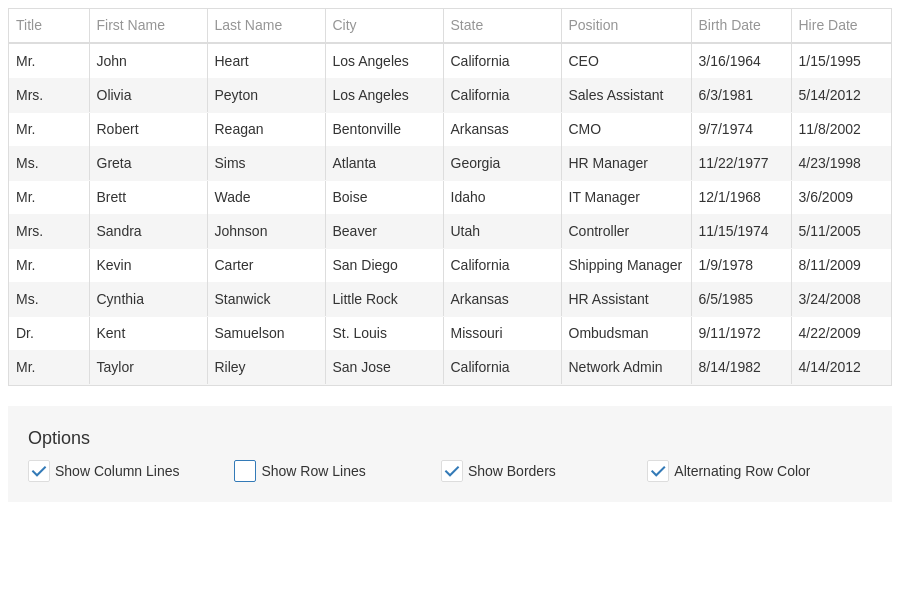 Title First Name Last Name City State Position Birth Date Hire Date
Mr. John Heart Los Angeles California CEO 3/16/1964 1/15/1995
Mrs. Olivia Peyton Los Angeles California Sales Assistant 6/3/1981 5/14/2012
Mr. Robert Reagan Bentonville Arkansas CMO 9/7/1974 11/8/2002
Ms. Greta Sims Atlanta Georgia HR Manager 11/22/1977 4/23/1998
Mr. Brett Wade Boise Idaho IT Manager 12/1/1968 3/6/2009
Mrs. Sandra Johnson Beaver Utah Controller 11/15/1974 5/11/2005
Mr. Kevin Carter San Diego California Shipping Manager 1/9/1978 8/11/2009
Ms. Cynthia Stanwick Little Rock Arkansas HR Assistant 6/5/1985 3/24/2008
Dr. Kent Samuelson St. Louis Missouri Ombudsman 9/11/1972 4/22/2009
Mr. Taylor Riley San Jose California Network Admin 8/14/1982 4/14/2012
Options
Show Column Lines Show Row Lines Show Borders Alternating Row Color